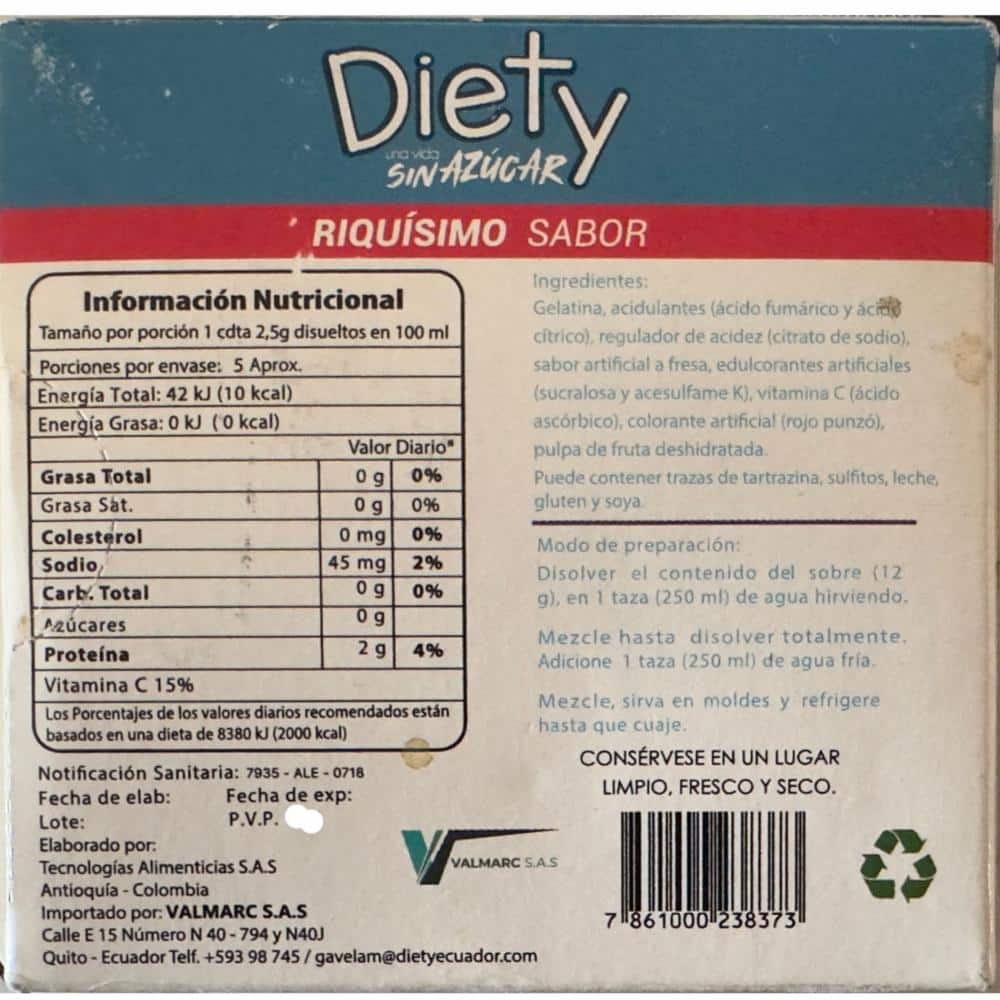 Diety
una vida
SIN AZÚCAR
RIQUÍSIMO SABOR
Información Nutricional
Tamaño por porción 1 cdta 2,5g disueltos en 100 ml
Porciones por envase: 5 Aprox.
Energía Total: 42 kJ (10 kcal)
Energía Grasa: 0 kJ (0 kcal)
Valor Diario*
Grasa Total 0 g 0%
Grasa Sat. 0 g 0%
Colesterol 0 mg 0%
Sodio 45 mg 2%
Carb. Total 0 g 0%
Azúcares 0 g
Proteína 2 g 4%
Vitamina C 15%
Los Porcentajes de los valores diarios recomendados están
basados en una dieta de 8380 kJ (2000 kcal)
Notificación Sanitaria: 7935 - ALE - 0718
Fecha de elab: Fecha de exp:
Lote: P.V.P.
Elaborado por:
Tecnologías Alimenticias S.A.S
Antioquía - Colombia
Importado por: VALMARC S.A.S
Calle E 15 Número N 40 - 794 y N40J
Quito - Ecuador Telf. +593 98 745 / gavelam@dietyecuador.com
Ingredientes:
Gelatina, acidulantes (ácido fumárico y ácido
cítrico), regulador de acidez (citrato de sodio),
sabor artificial a fresa, edulcorantes artificiales
(sucralosa y acesulfame K), vitamina C (ácido
ascórbico), colorante artificial (rojo punzó),
pulpa de fruta deshidratada.
Puede contener trazas de tartrazina, sulfitos, leche,
gluten y soya.
Modo de preparación:
Disolver el contenido del sobre (12
g), en 1 taza (250 ml) de agua hirviendo.
Mezcle hasta disolver totalmente.
Adicione 1 taza (250 ml) de agua fría.
Mezcle, sirva en moldes y refrigere
hasta que cuaje.
CONSÉRVESE EN UN LUGAR
LIMPIO, FRESCO Y SECO.
VALMARC S.A.S
7 861000 238373